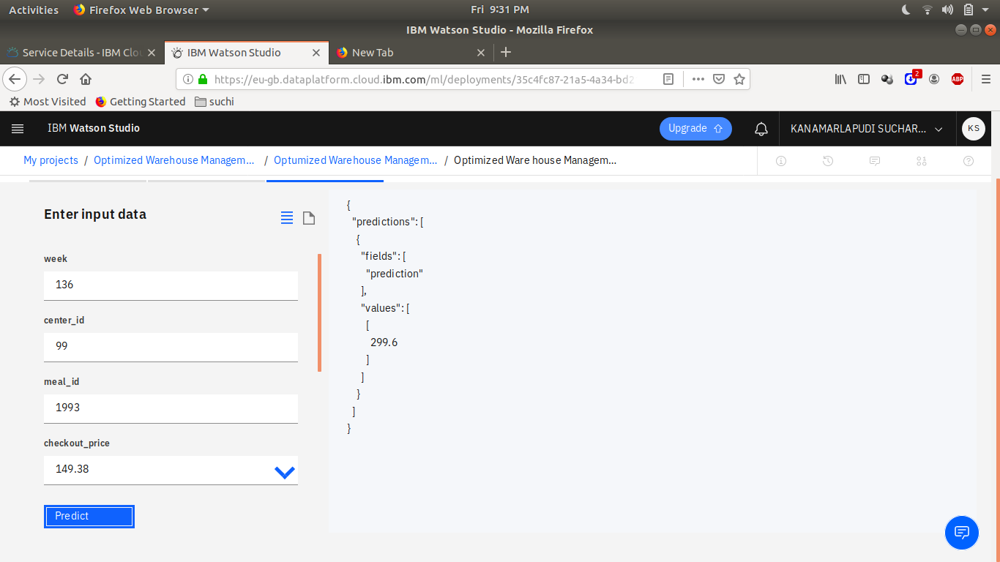 Activities Firefox Web Browser Fri 9:31 PM
IBM Watson Studio - Mozilla Firefox
Service Details - IBM Clou IBM Watson Studio New Tab
https://eu-gb.dataplatform.cloud.ibm.com/ml/deployments/35c4fc87-21a5-4a34-bd2 2 ABP
Most Visited Getting Started suchi
IBM Watson Studio Upgrade KANAMARLAPUDI SUCHAR... KS
My projects / Optimized Warehouse Managem... / Optumized Warehouse Managem... / Optimized Ware house Managem...
Enter input data
week
136
center_id
99
meal_id
1993
checkout_price
149.38
Predict
{
"predictions": [
{
"fields": [
"prediction"
],
"values": [
[
299.6
]
]
}
]
}